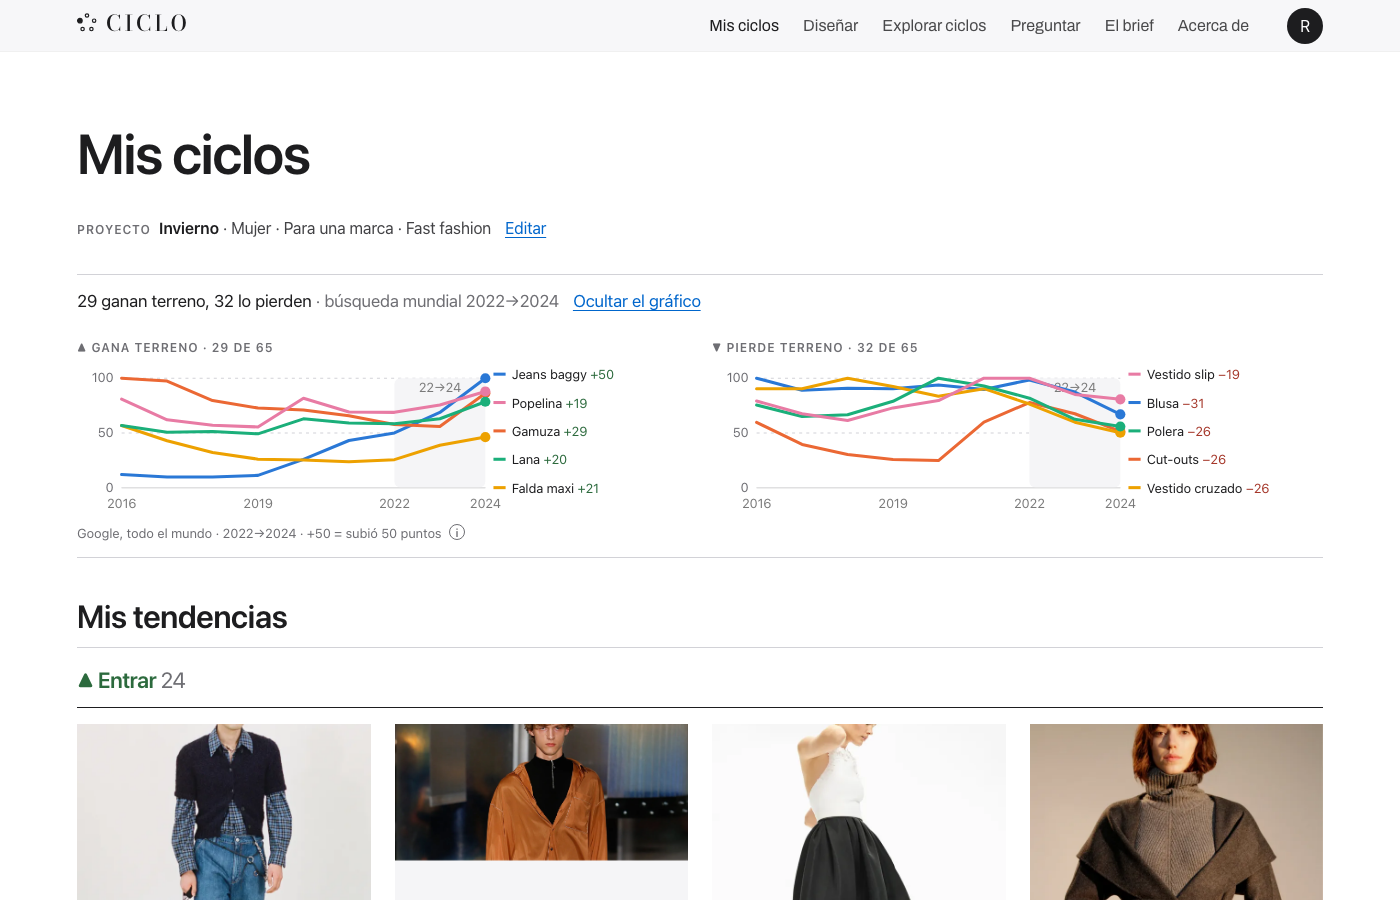 CICLO
Mis ciclos Diseñar Explorar ciclos Preguntar El brief Acerca de R
Mis ciclos
PROYECTO Invierno · Mujer · Para una marca · Fast fashion Editar
29 ganan terreno, 32 lo pierden · búsqueda mundial 2022→2024 Ocultar el gráfico
▲ GANA TERRENO · 29 DE 65
100
50
0
22→24
2016 2019 2022 2024
Jeans baggy +50
Popelina +19
Gamuza +29
Lana +20
Falda maxi +21
▼ PIERDE TERRENO · 32 DE 65
100
50
0
22→24
2016 2019 2022 2024
Vestido slip −19
Blusa −31
Polera −26
Cut-outs −26
Vestido cruzado −26
Google, todo el mundo · 2022→2024 · +50 = subió 50 puntos ⓘ
Mis tendencias
▲ Entrar 24